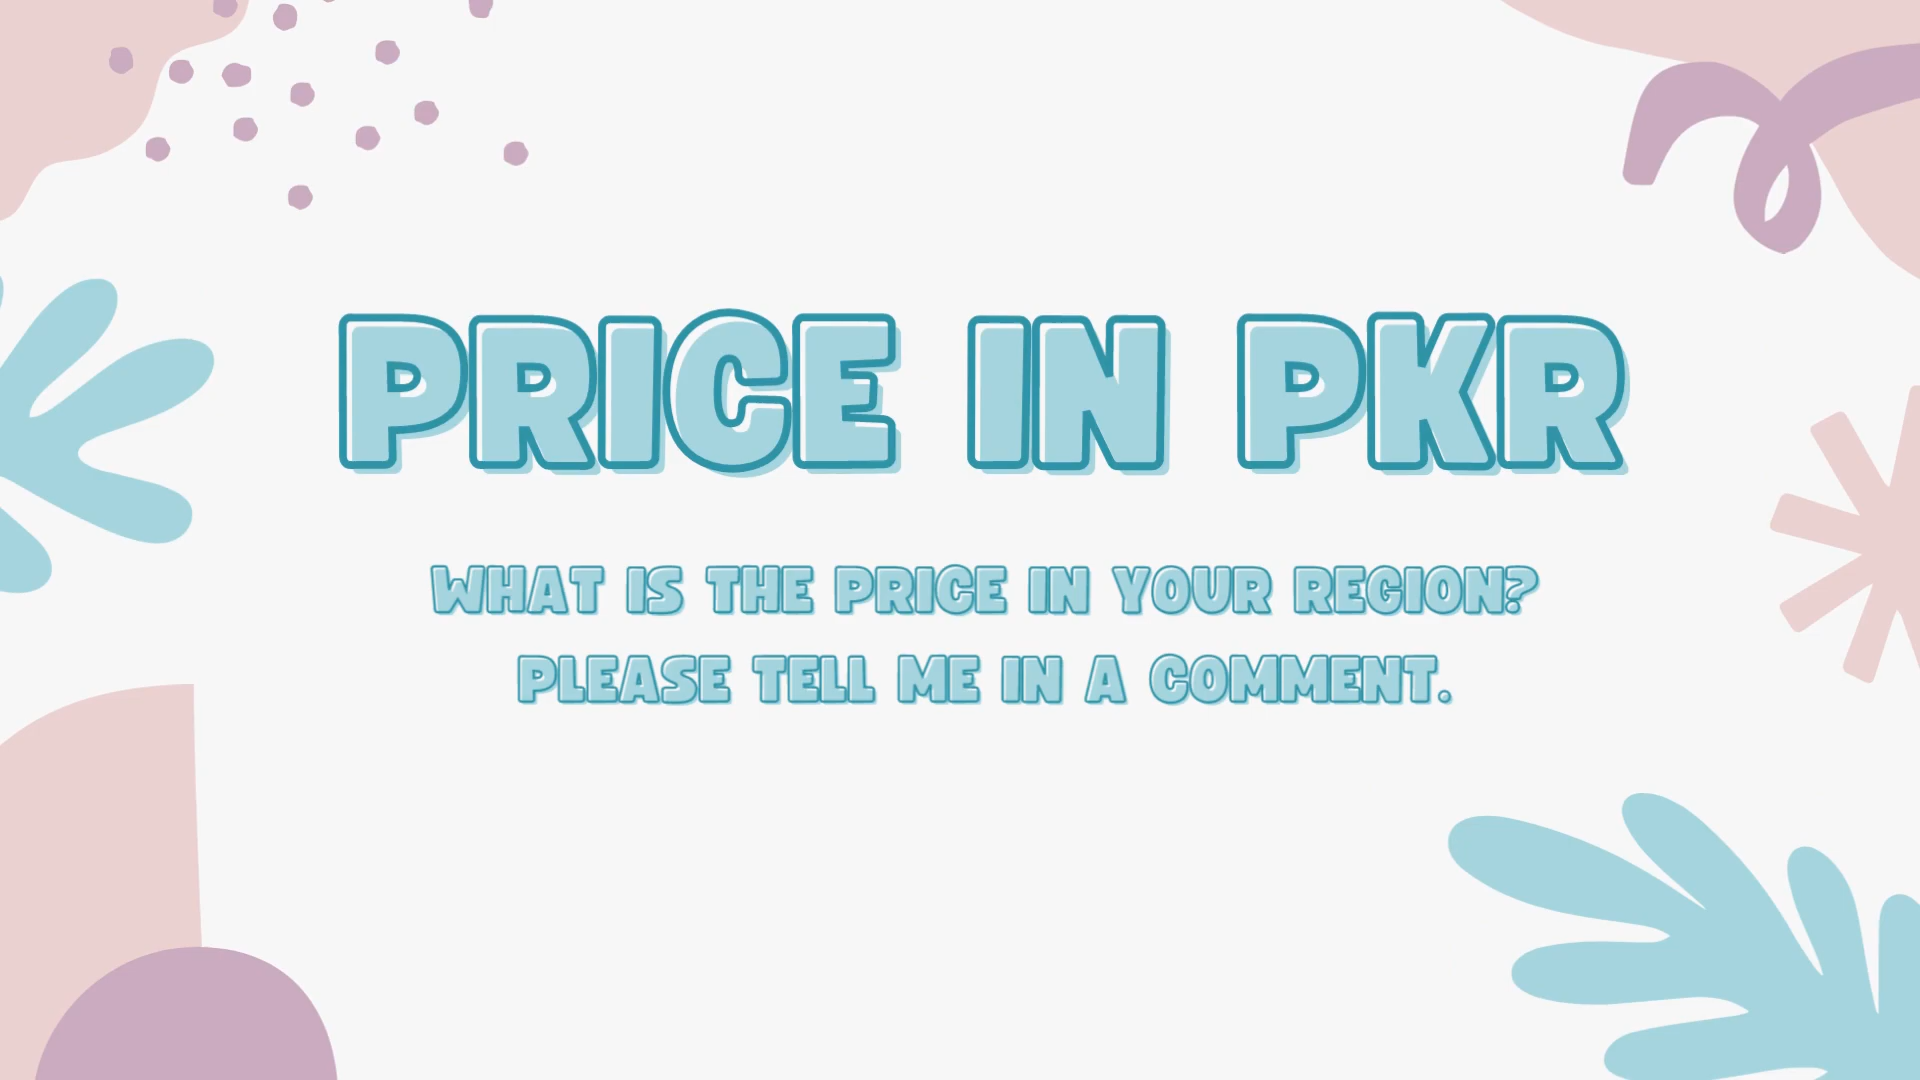 PRICE IN PKR
WHAT IS THE PRICE IN YOUR REGION?
PLEASE TELL ME IN A COMMENT.